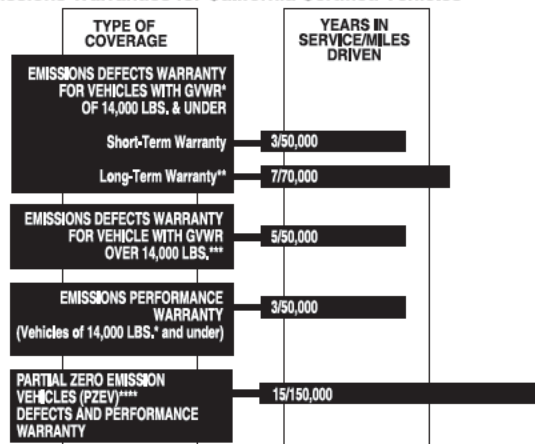 TYPE OF
COVERAGE
YEARS IN
SERVICE/MILES
DRIVEN
EMISSIONS DEFECTS WARRANTY
FOR VEHICLES WITH GVWR*
OF 14,000 LBS. & UNDER
Short-Term Warranty 3/50,000
Long-Term Warranty** 7/70,000
EMISSIONS DEFECTS WARRANTY
FOR VEHICLE WITH GVWR
OVER 14,000 LBS.***
5/50,000
EMISSIONS PERFORMANCE
WARRANTY
(Vehicles of 14,000 LBS.* and under)
3/50,000
PARTIAL ZERO EMISSION
VEHICLES (PZEV)****
DEFECTS AND PERFORMANCE
WARRANTY
15/150,000